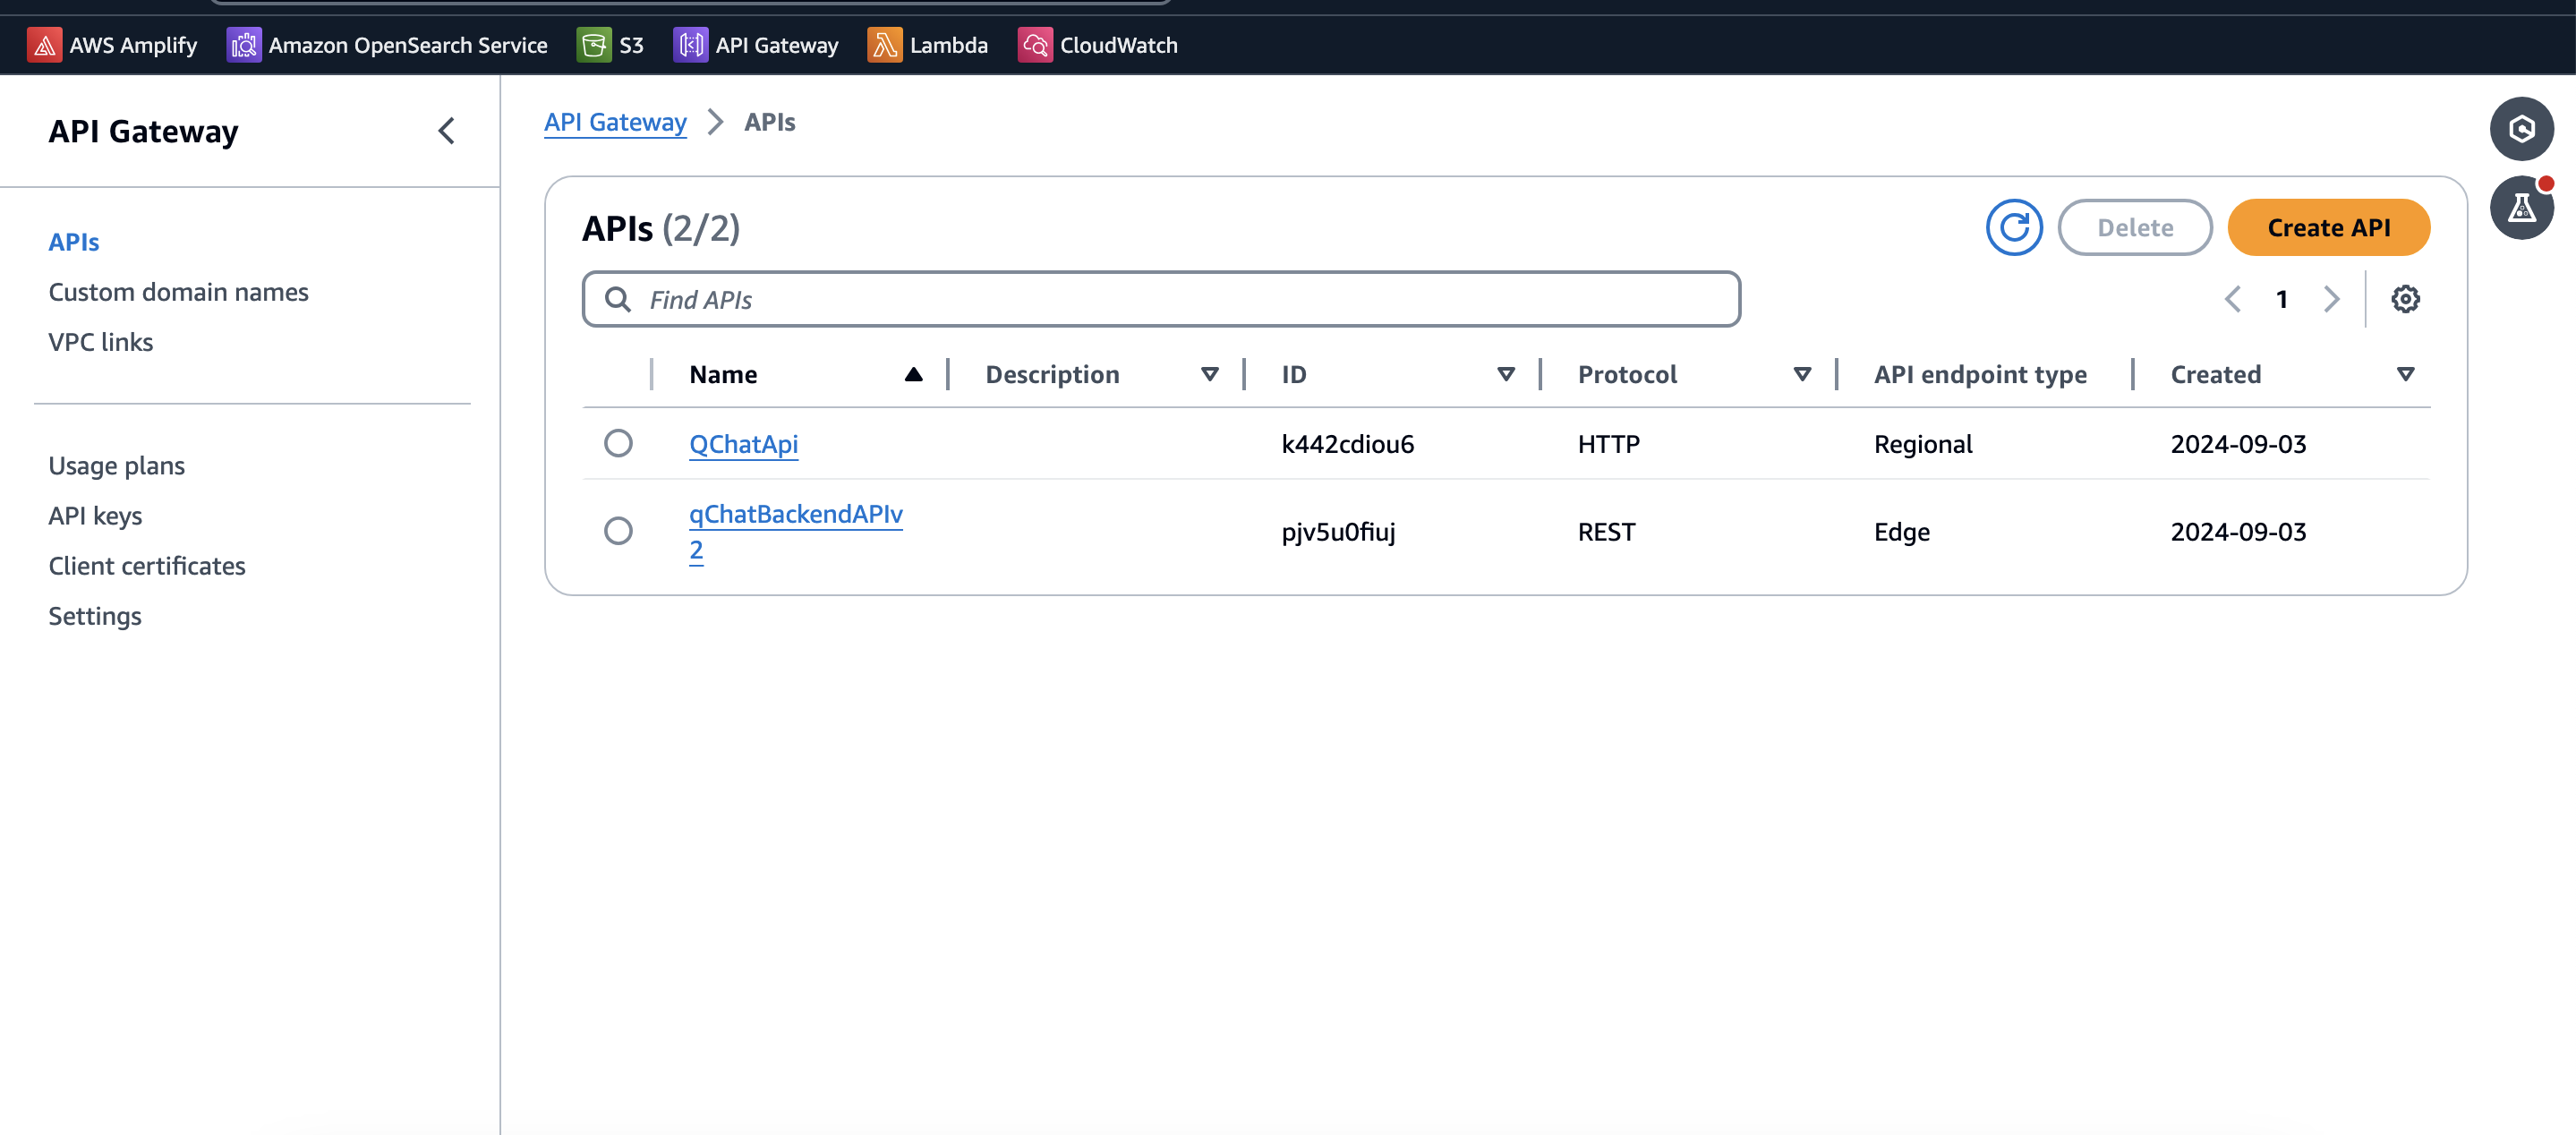 AWS Amplify
Amazon OpenSearch Service
S3
API Gateway
Lambda
CloudWatch
API Gateway
APIs
Custom domain names
VPC links
Usage plans
API keys
Client certificates
Settings
API Gateway APIs
APIs (2/2)
Delete
Create API
Find APIs
1
Name Description ID Protocol API endpoint type Created
QChatApi k442cdiou6 HTTP Regional 2024-09-03
qChatBackendAPIv
2
pjv5u0fiuj REST Edge 2024-09-03